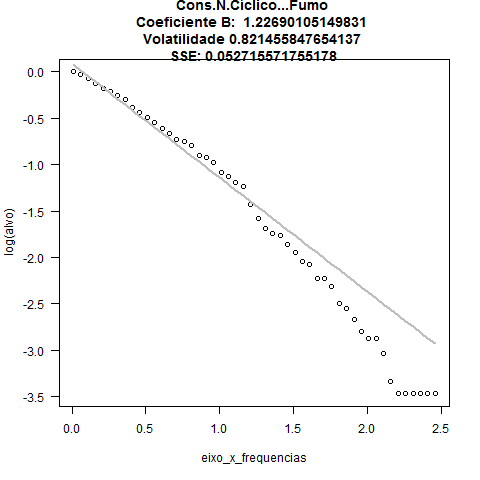 Cons.N.Ciclico...Fumo
Coeficiente B:  1.22690105149831
Volatilidade 0.821455847654137
SSE: 0.052715571755178
log(alvo)
0.0
-0.5
-1.0
-1.5
-2.0
-2.5
-3.0
-3.5
0.0 0.5 1.0 1.5 2.0 2.5
eixo_x_frequencias